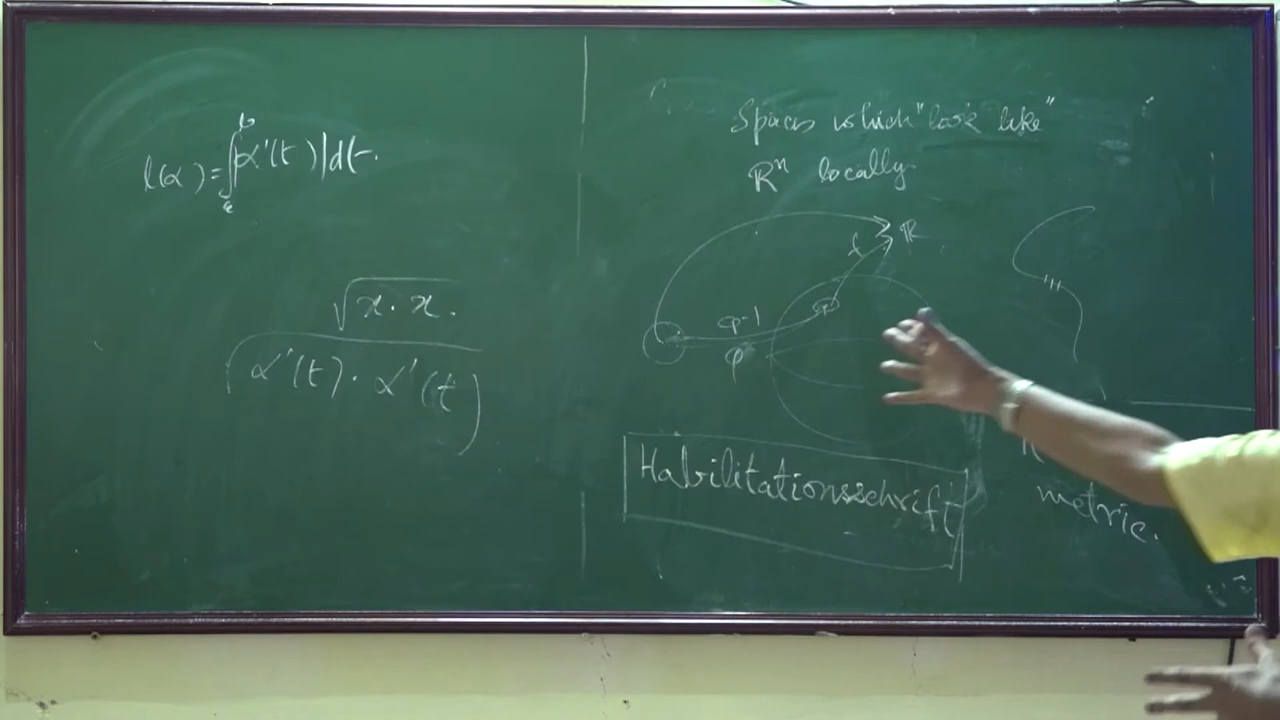 l(α) = ∫ₐᵇ |α'(t)| dt.
√x · x.
√α'(t) · α'(t)
Spaces which "look like"
ℝⁿ locally
ℝ
f
φ⁻¹
φ
Habilitationsschrift
metric.